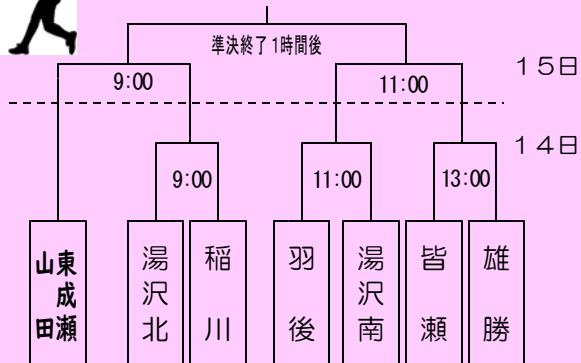 準決終了1時間後
9:00
11:00
15日
14日
9:00
11:00
13:00
東成瀬
山田
湯沢北
稲川
羽後
湯沢南
皆瀬
雄勝